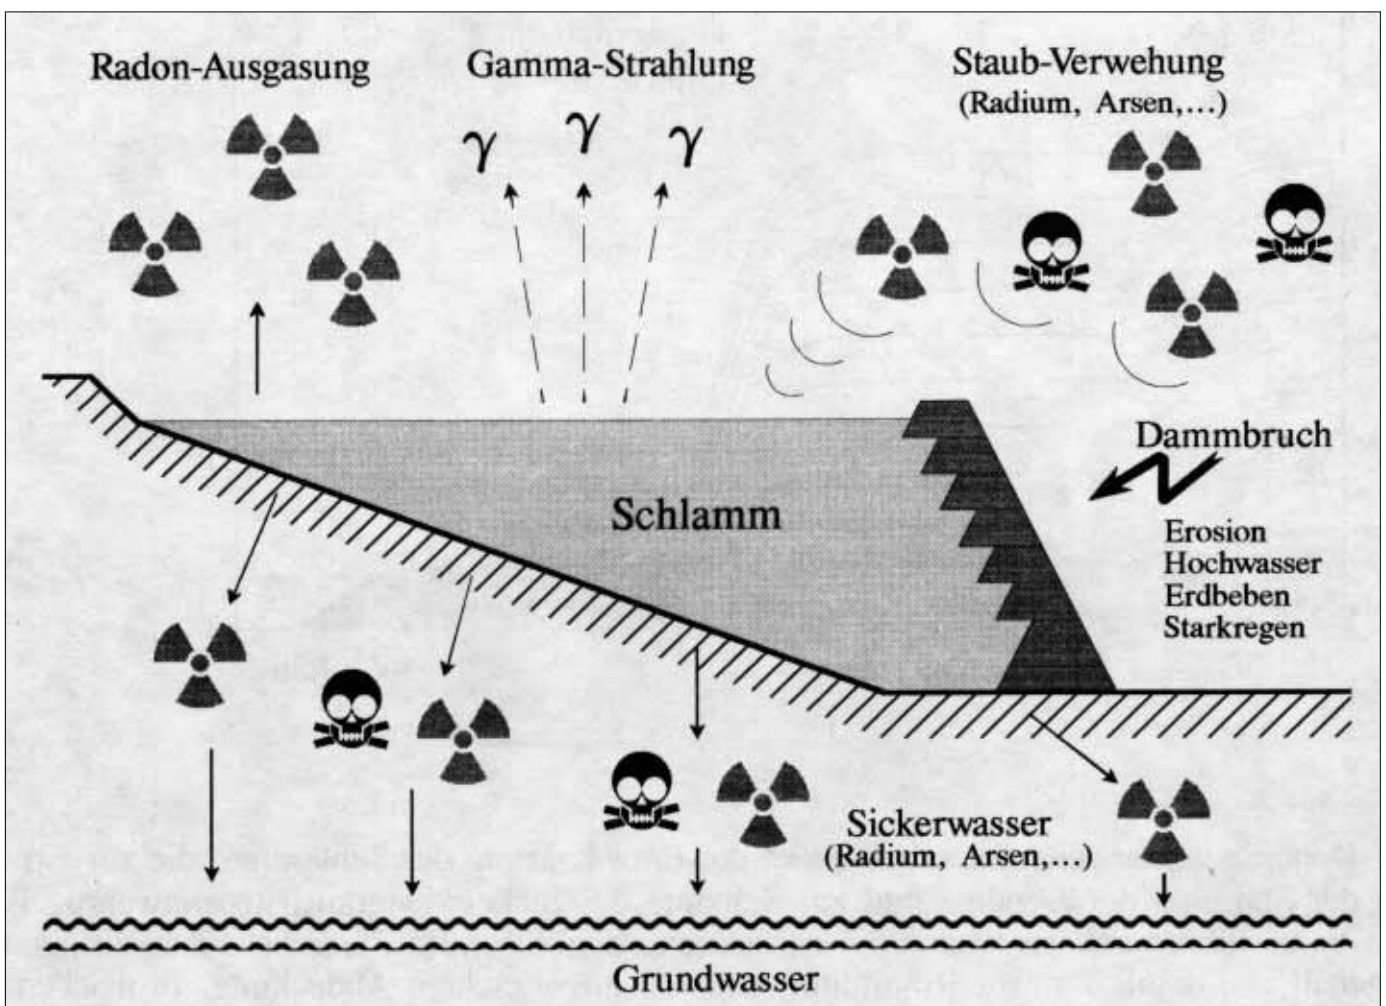 Radon-Ausgasung
Gamma-Strahlung
Staub-Verwehung
(Radium, Arsen,...)
γ γ γ
Dammbruch
Schlamm
Erosion
Hochwasser
Erdbeben
Starkregen
Sickerwasser
(Radium, Arsen,...)
Grundwasser